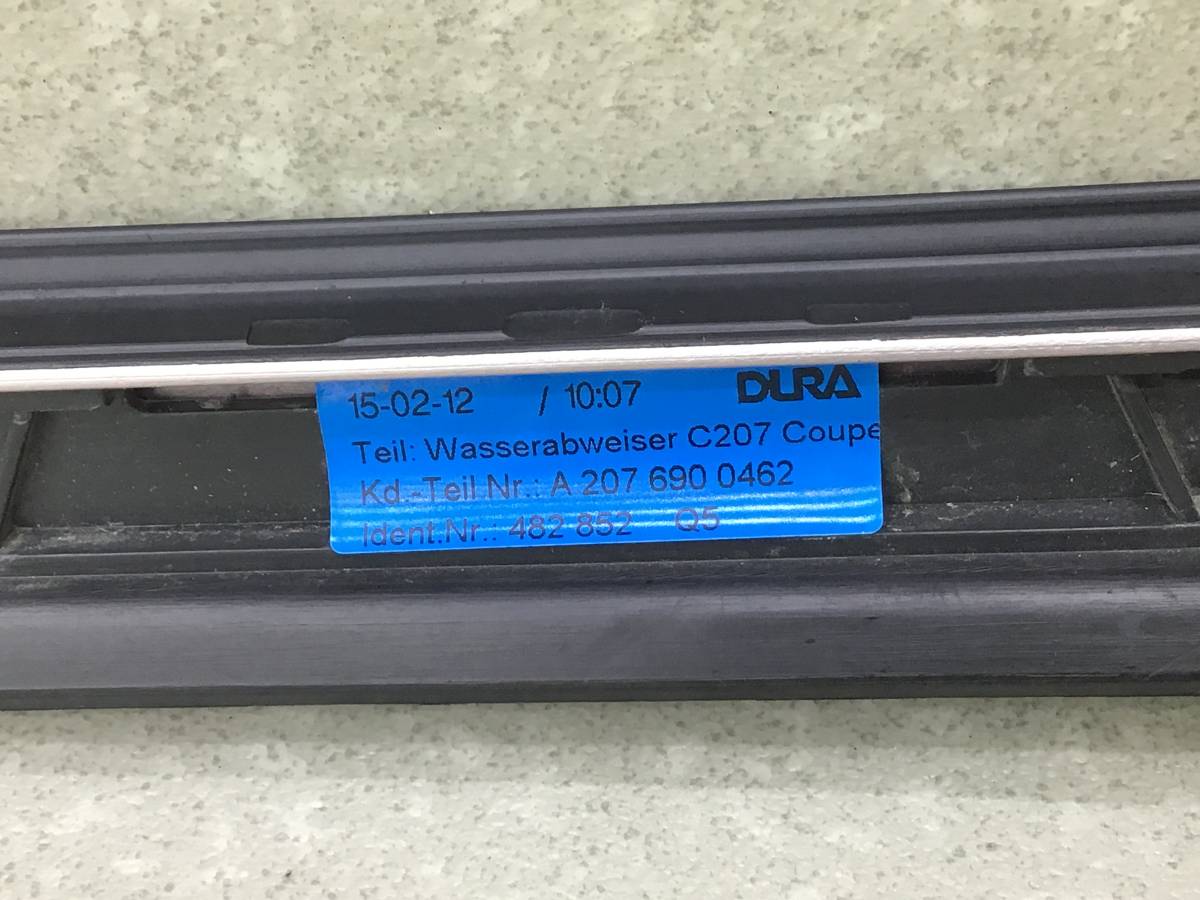 15-02-12 / 10:07 DURA
Teil: Wasserabweiser C207 Coupe
Kd.-Teil.Nr.: A 207 690 0462
Ident.Nr.: 482 852 Q5